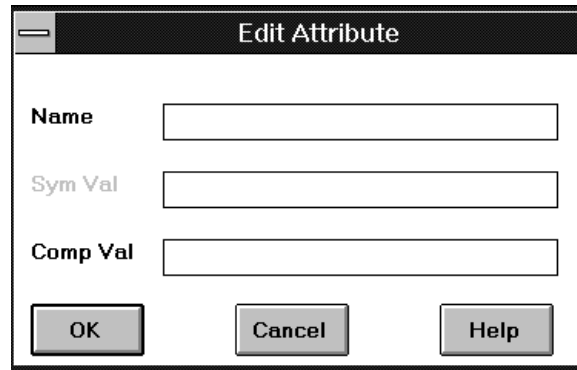 Edit Attribute
Name
Sym Val
Comp Val
OK Cancel Help